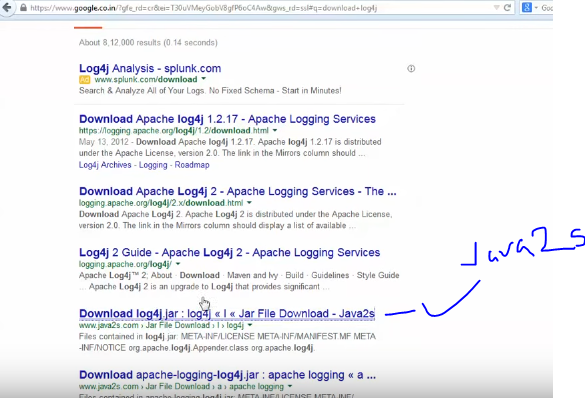 https://www.google.co.in/?gfe_rd=cr&ei=T30uVMeyGobV8gfP6oC4Aw&gws_rd=ssl#q=download+log4j
Goo
About 8,12,000 results (0.14 seconds)
Log4j Analysis - splunk.com
Ad www.splunk.com/download
Search & Analyze All of Your Logs. No Fixed Schema - Start in Minutes!
Download Apache log4j 1.2.17 - Apache Logging Services
https://logging.apache.org/log4j/1.2/download.html
May 13, 2012 - Download Apache log4j 1.2.17. Apache log4j 1.2.17 is distributed
under the Apache License, version 2.0. The link in the Mirrors column should ...
Log4j Archives - Logging - Roadmap
Download Apache Log4j 2 - Apache Logging Services - The ...
logging.apache.org/log4j/2.x/download.html
Download Apache Log4j 2. Apache Log4j 2 is distributed under the Apache License,
version 2.0. The link in the Mirrors column should display a list of available ...
Log4j 2 Guide - Apache Log4j 2 - Apache Logging Services
logging.apache.org/log4j/
Apache Log4j™ 2; About · Download · Maven and Ivy · Build · Guidelines · Style Guide
... Apache Log4j 2 is an upgrade to Log4j that provides significant ...
Java2s
Download log4j.jar : log4j « l « Jar File Download - Java2s
www.java2s.com › Jar File Download › l › log4j
Files contained in log4j.jar: META-INF/LICENSE META-INF/MANIFEST.MF META
-INF/NOTICE org.apache.log4j.Appender.class org.apache.log4j.
Download apache-logging-log4j.jar : apache logging « a ...
www.java2s.com › Jar File Download › a › apache logging